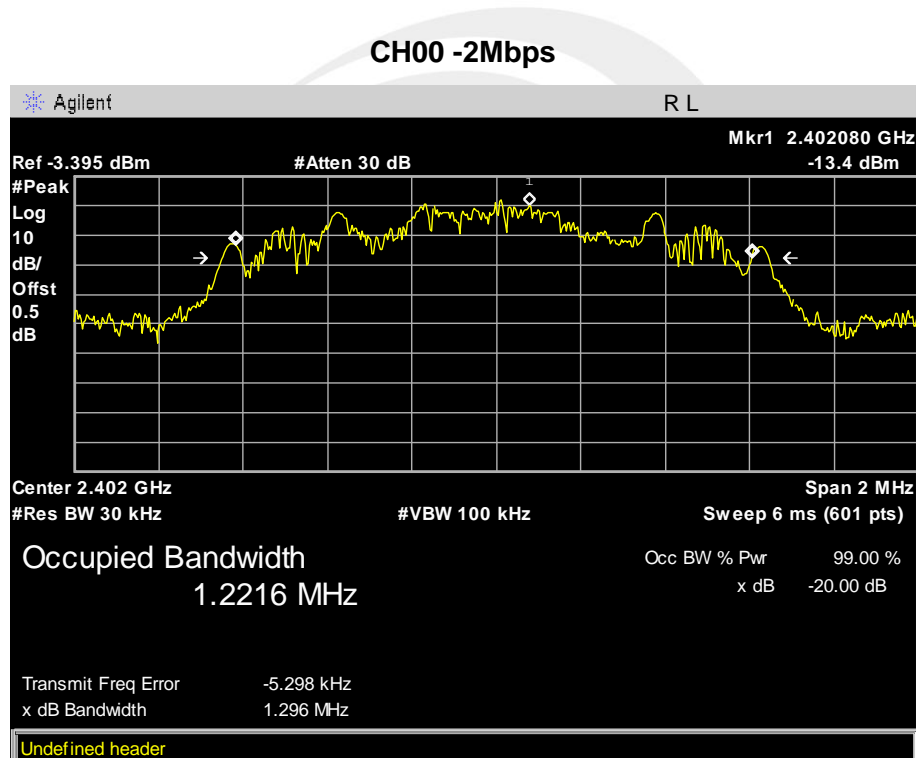 CH00 -2Mbps
Agilent R L
Mkr1 2.402080 GHz
Ref -3.395 dBm #Atten 30 dB -13.4 dBm
#Peak
Log
10
dB/
Offst
0.5
dB
1
Center 2.402 GHz Span 2 MHz
#Res BW 30 kHz #VBW 100 kHz Sweep 6 ms (601 pts)
Occupied Bandwidth Occ BW % Pwr 99.00 %
1.2216 MHz x dB -20.00 dB
Transmit Freq Error -5.298 kHz
x dB Bandwidth 1.296 MHz
Undefined header